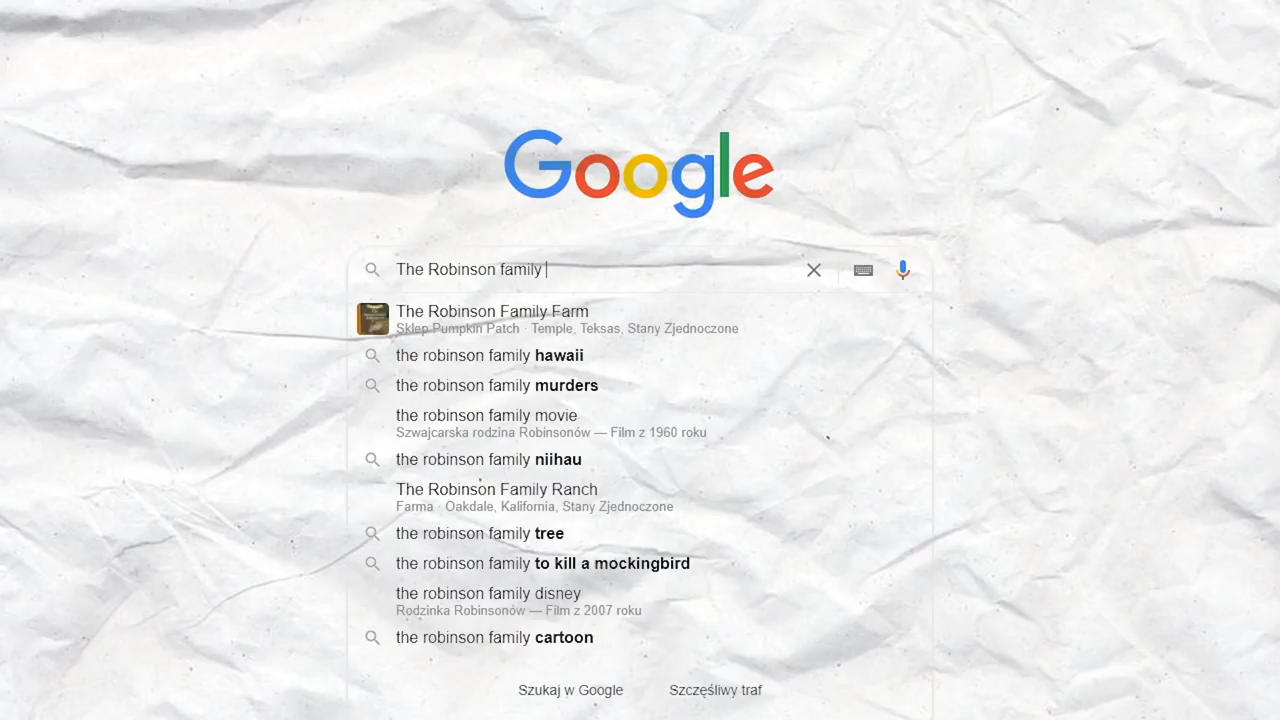 Google
The Robinson family
The Robinson Family Farm
Sklep Pumpkin Patch · Temple, Teksas, Stany Zjednoczone
the robinson family hawaii
the robinson family murders
the robinson family movie
Szwajcarska rodzina Robinsonów — Film z 1960 roku
the robinson family niihau
The Robinson Family Ranch
Farma · Oakdale, Kalifornia, Stany Zjednoczone
the robinson family tree
the robinson family to kill a mockingbird
the robinson family disney
Rodzinka Robinsonów — Film z 2007 roku
the robinson family cartoon
Szukaj w Google
Szczęśliwy traf